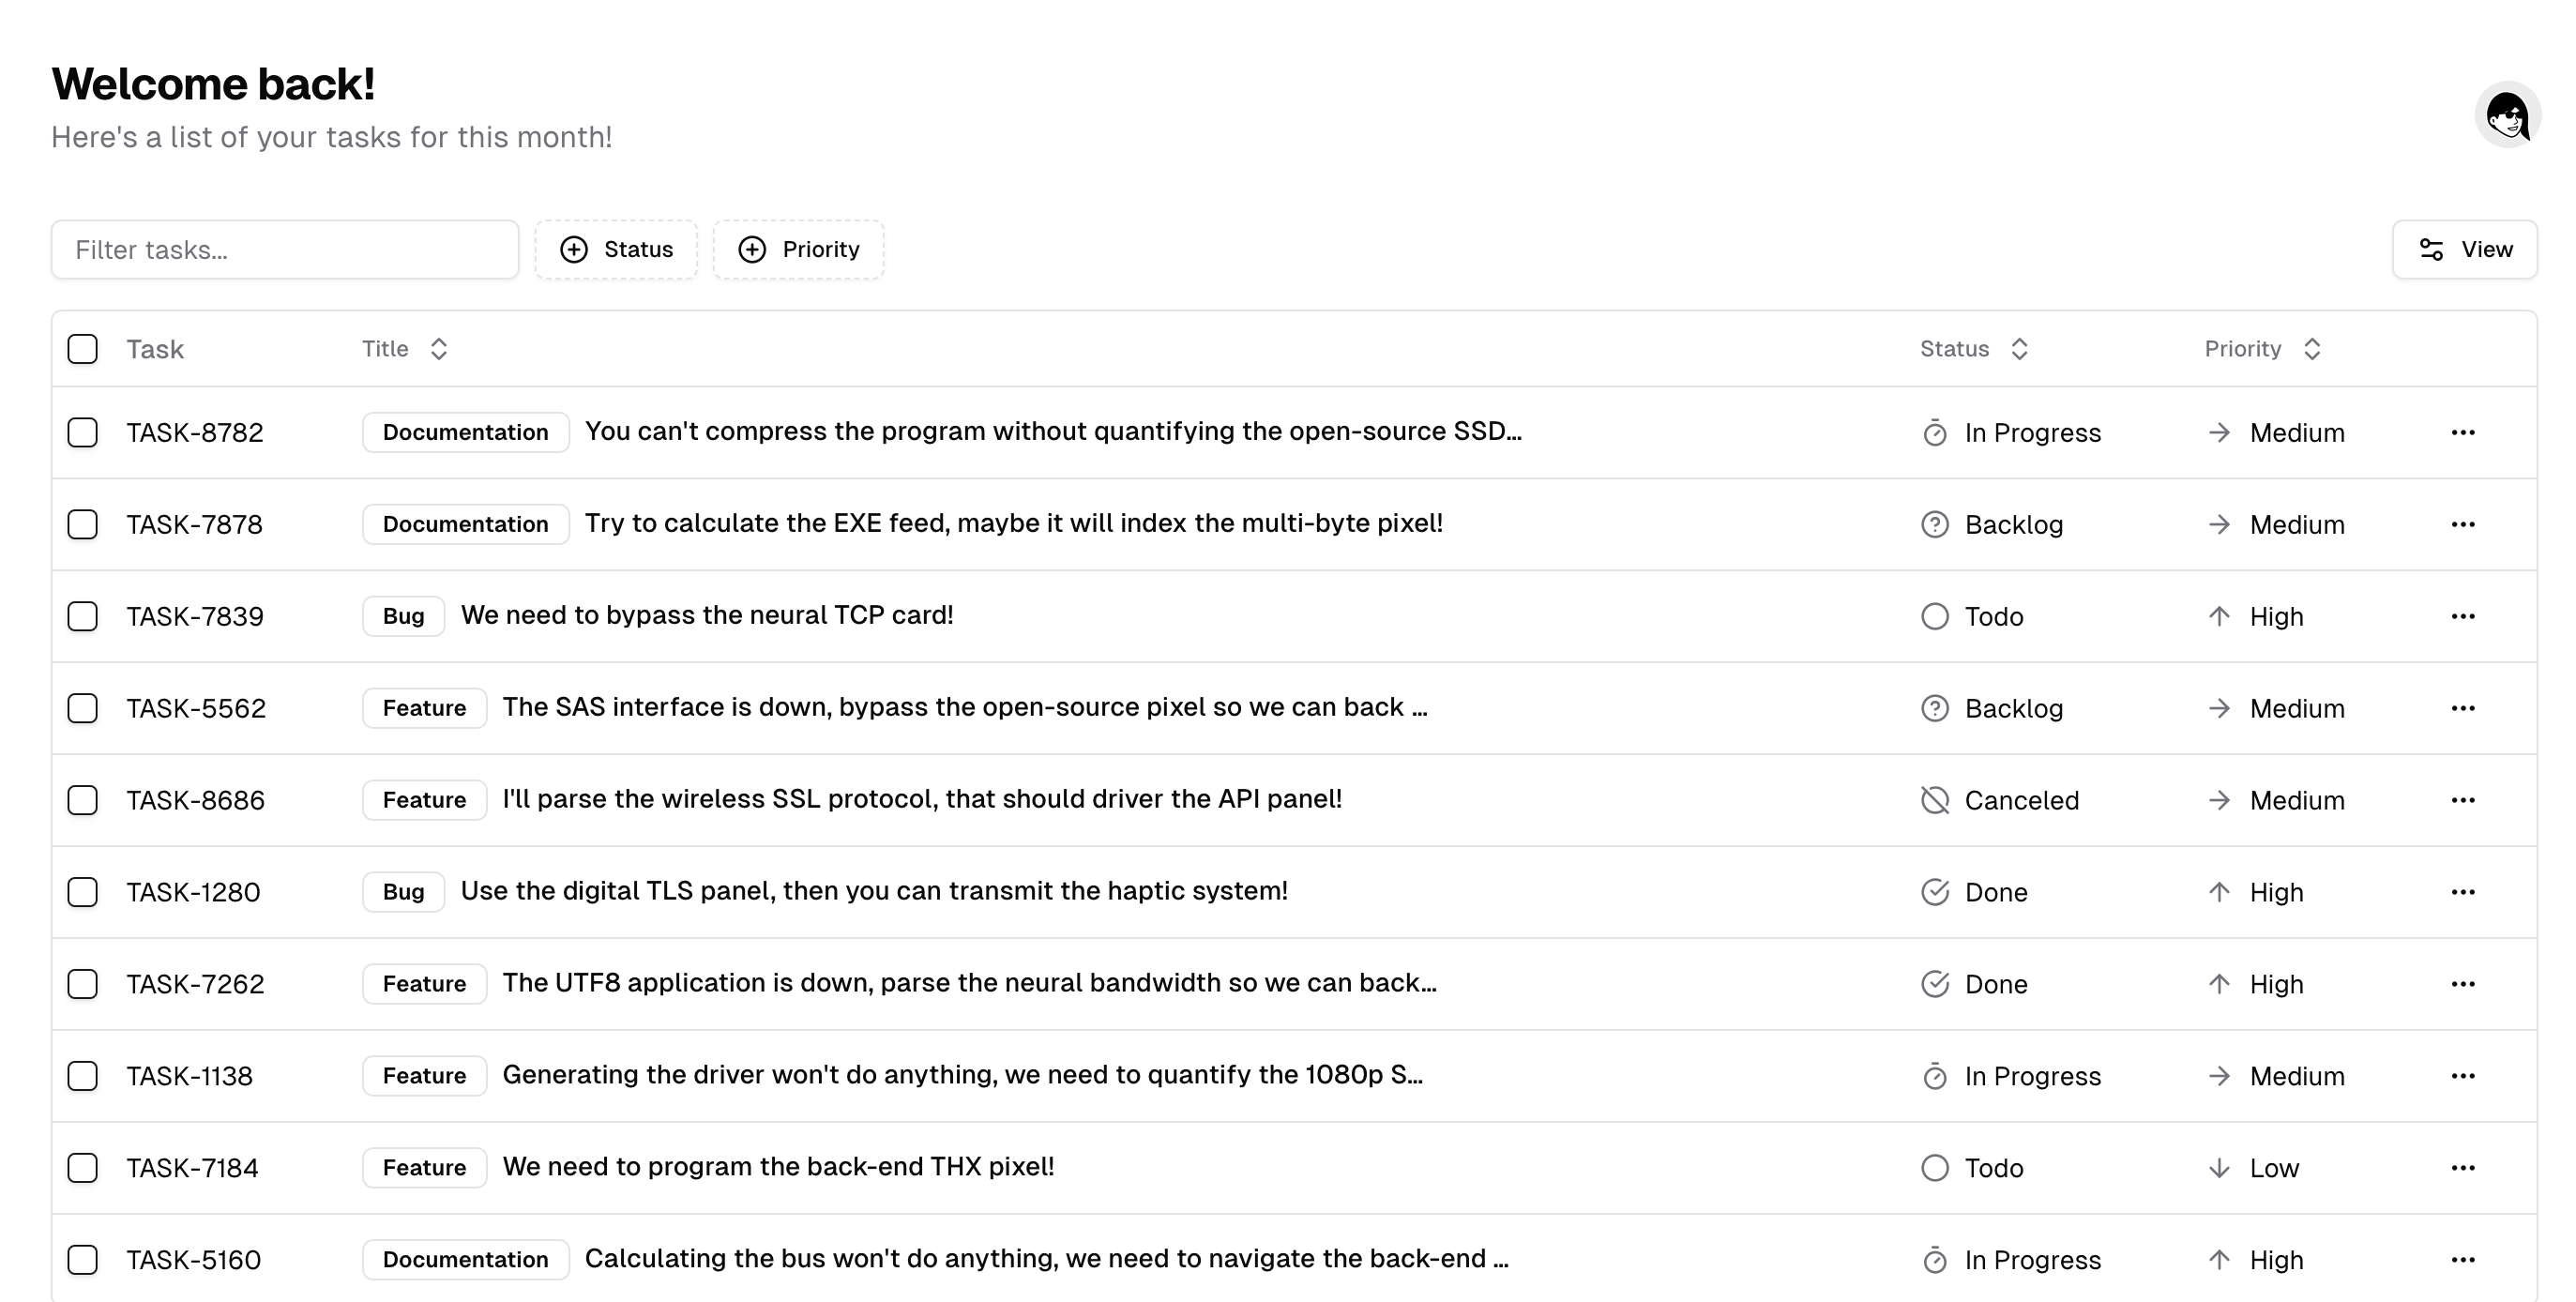 Welcome back!
Here's a list of your tasks for this month!
Filter tasks... Status Priority View
Task Title Status Priority
TASK-8782 Documentation You can't compress the program without quantifying the open-source SSD... In Progress Medium
TASK-7878 Documentation Try to calculate the EXE feed, maybe it will index the multi-byte pixel! Backlog Medium
TASK-7839 Bug We need to bypass the neural TCP card! Todo High
TASK-5562 Feature The SAS interface is down, bypass the open-source pixel so we can back ... Backlog Medium
TASK-8686 Feature I'll parse the wireless SSL protocol, that should driver the API panel! Canceled Medium
TASK-1280 Bug Use the digital TLS panel, then you can transmit the haptic system! Done High
TASK-7262 Feature The UTF8 application is down, parse the neural bandwidth so we can back... Done High
TASK-1138 Feature Generating the driver won't do anything, we need to quantify the 1080p S... In Progress Medium
TASK-7184 Feature We need to program the back-end THX pixel! Todo Low
TASK-5160 Documentation Calculating the bus won't do anything, we need to navigate the back-end ... In Progress High